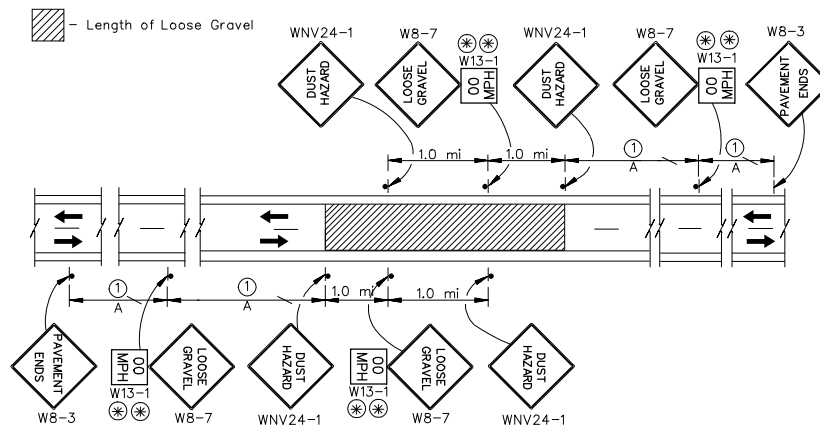 – Length of Loose Gravel
WNV24-1
W8-7
W13-1
WNV24-1
W8-7
W13-1
W8-3
DUST
HAZARD
LOOSE
GRAVEL
00
MPH
DUST
HAZARD
LOOSE
GRAVEL
00
MPH
PAVEMENT
ENDS
1.0 mi
1.0 mi
1
A
1
A
1
A
1
A
1.0 mi
1.0 mi
PAVEMENT
ENDS
00
MPH
LOOSE
GRAVEL
DUST
HAZARD
00
MPH
LOOSE
GRAVEL
DUST
HAZARD
W8-3
W13-1
W8-7
WNV24-1
W13-1
W8-7
WNV24-1